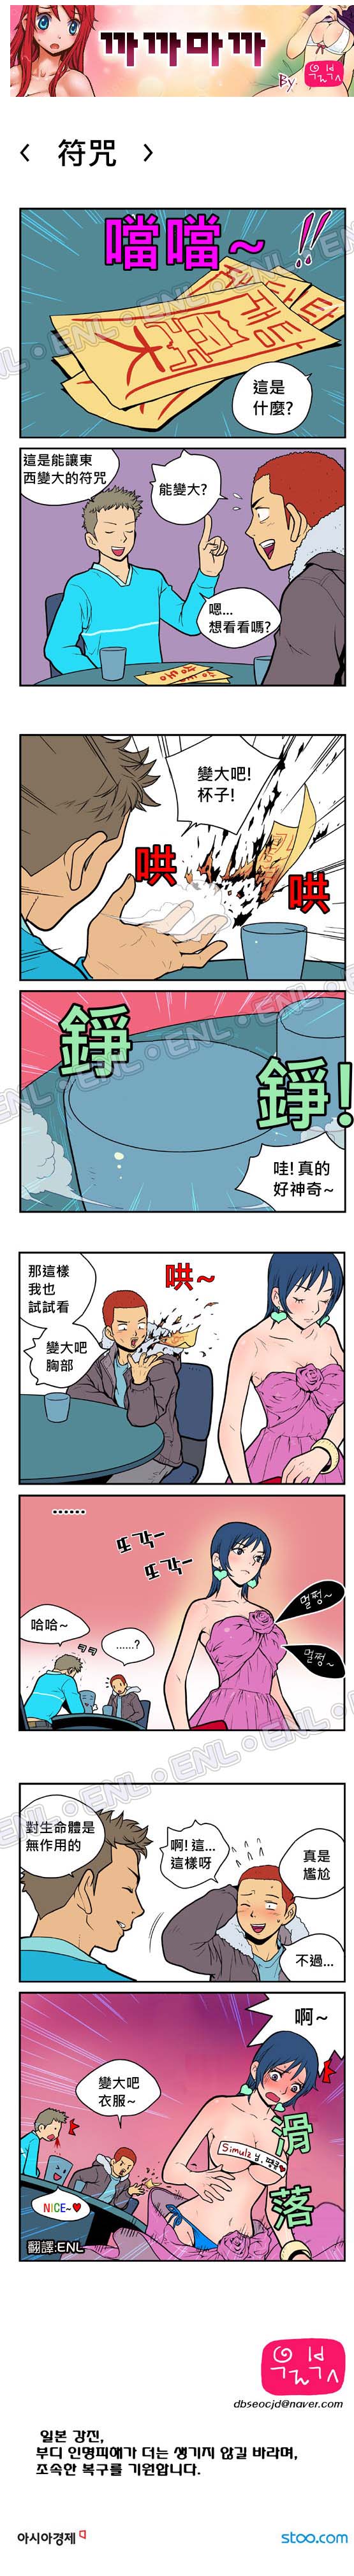 까까마까
By
< 符咒 >
噹噹~
!!
大
這是
什麼?
這是能讓東
西變大的符咒
能變大?
嗯...
想看看嗎?
變大吧!
杯子!
哄
哄
錚
錚!
ENL
哇! 真的
好神奇~
那這樣
我也
試試看
哄~
變大吧
胸部
......
또각~
또각~
멀쩡~
멀쩡~
哈哈~
ㅋㅋ
......?
對生命體是
無作用的
啊! 這...
這樣呀
真是
尷尬
不過...
啊~
變大吧
衣服~
滑
落
NICE~♥
翻譯:ENL
dbseocjd@naver.com
일본 강진,
부디 인명피해가 더는 생기지 않길 바라며,
조속한 복구를 기원합니다.
아시아경제
stoo.com